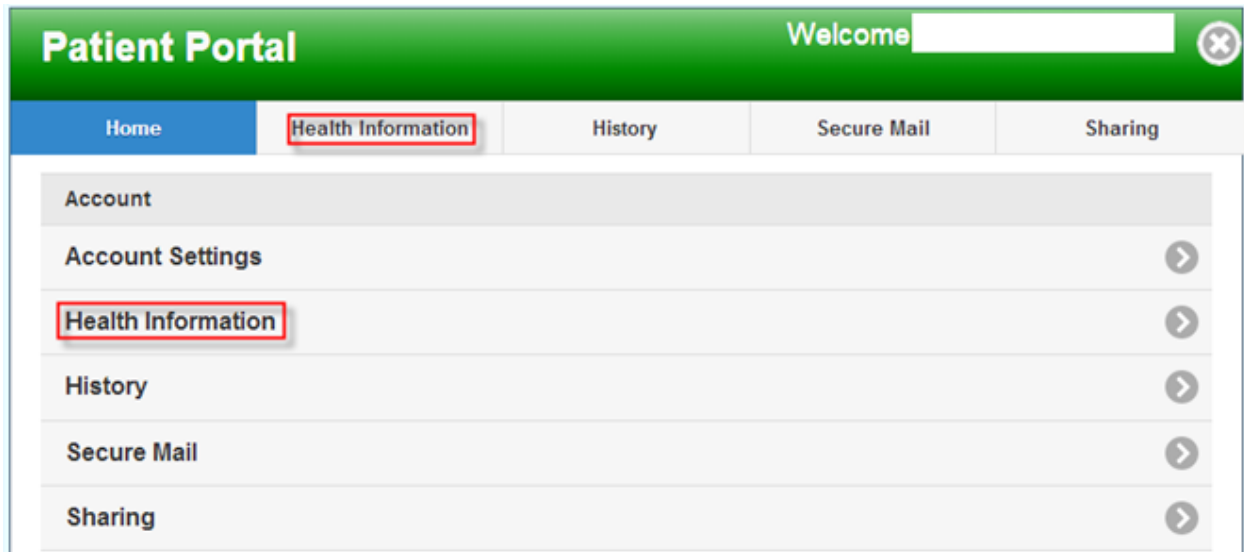 Patient Portal Welcome
Home Health Information History Secure Mail Sharing
Account
Account Settings
Health Information
History
Secure Mail
Sharing